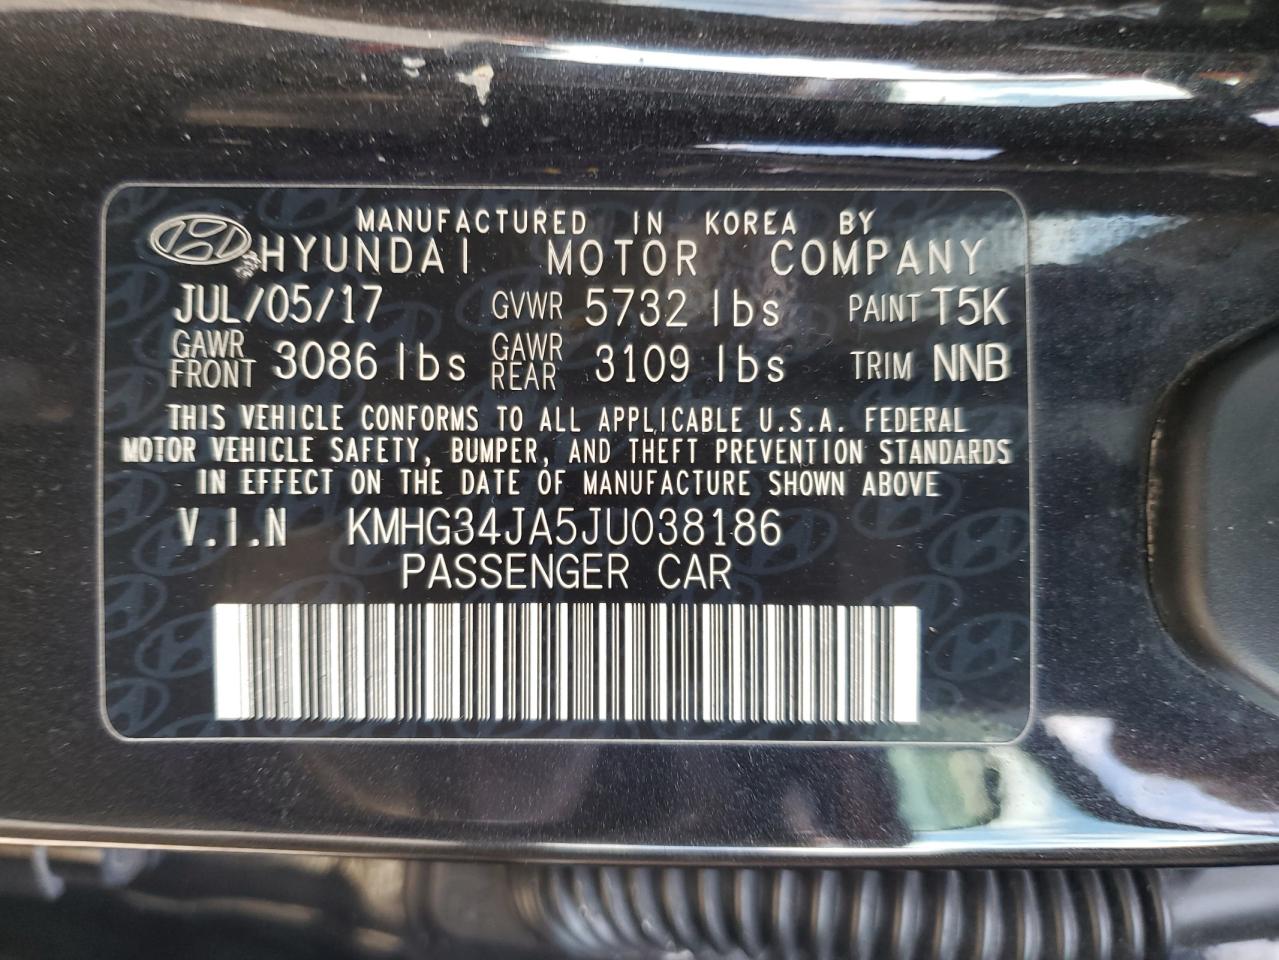 MANUFACTURED IN KOREA BY
HYUNDAI MOTOR COMPANY
JUL/05/17 GVWR 5732 lbs PAINT T5K
GAWR FRONT 3086 lbs GAWR REAR 3109 lbs TRIM NNB
THIS VEHICLE CONFORMS TO ALL APPLICABLE U.S.A. FEDERAL
MOTOR VEHICLE SAFETY, BUMPER, AND THEFT PREVENTION STANDARDS
IN EFFECT ON THE DATE OF MANUFACTURE SHOWN ABOVE
V.I.N KMHG34JA5JU038186
PASSENGER CAR